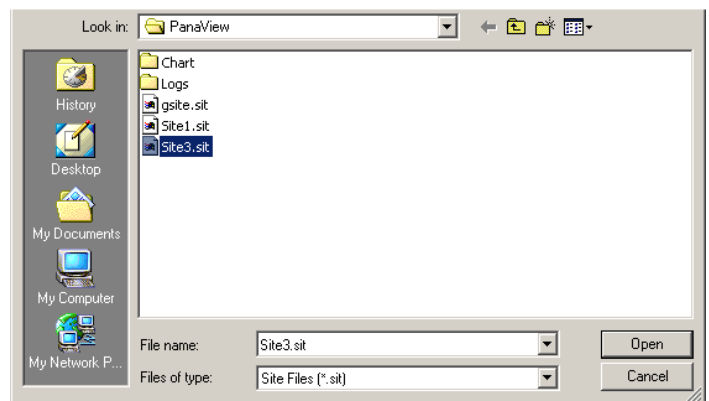 Look in: PanaView
History
Desktop
My Documents
My Computer
My Network P...
Chart
Logs
gsite.sit
Site1.sit
Site3.sit
File name: Site3.sit Open
Files of type: Site Files (*.sit) Cancel